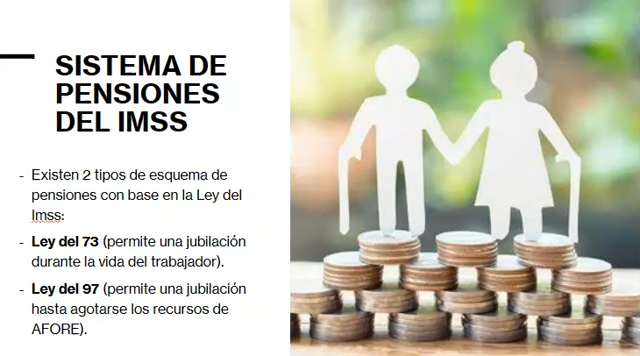 SISTEMA DE
PENSIONES
DEL IMSS
- Existen 2 tipos de esquema de
pensiones con base en la Ley del
Imss:
- Ley del 73 (permite una jubilación
durante la vida del trabajador).
- Ley del 97 (permite una jubilación
hasta agotarse los recursos de
AFORE).